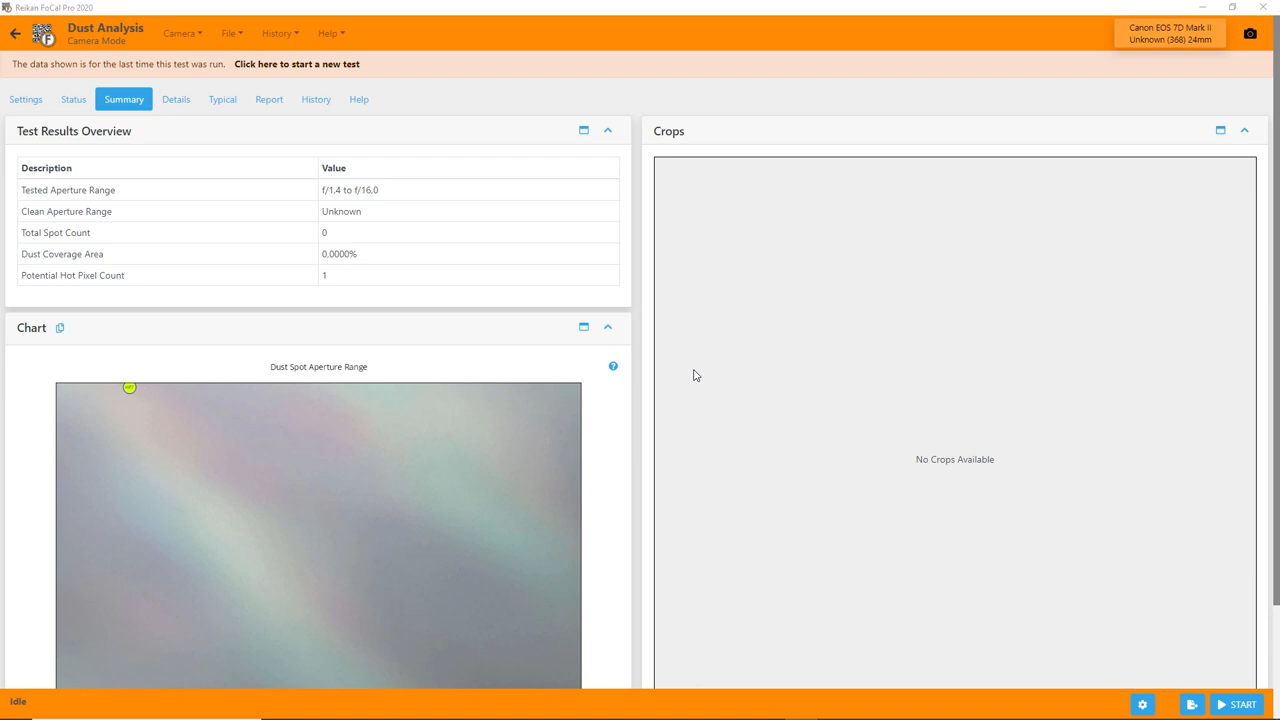 Reikan FoCal Pro 2020
Dust Analysis
Camera Mode
Camera
File
History
Help
Canon EOS 7D Mark II
Unknown (368) 24mm
The data shown is for the last time this test was run. Click here to start a new test
Settings
Status
Summary
Details
Typical
Report
History
Help
Test Results Overview
Description Value
Tested Aperture Range f/1.4 to f/16.0
Clean Aperture Range Unknown
Total Spot Count 0
Dust Coverage Area 0.0000%
Potential Hot Pixel Count 1
Chart
Dust Spot Aperture Range
Crops
No Crops Available
Idle
START